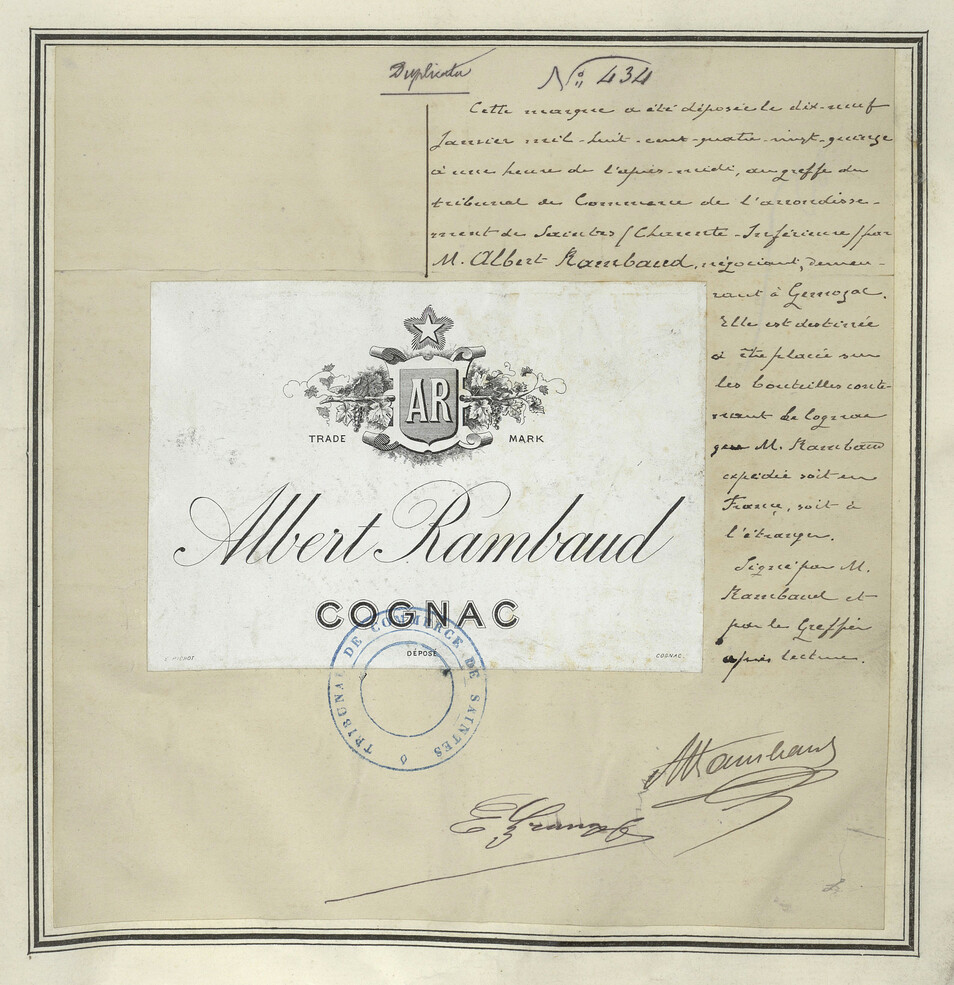 Duplicata
No 434
Cette marque a été déposée le dix-neuf
Janvier mil-huit-cent-quatre-vingt-quinze
à une heure de l'après-midi, au greffe du
tribunal de Commerce de l'arrondisse-
ment de Saintes (Charente-Inférieure) par
M. Albert Rambaud, négociant, demeu-
rant à Gemozac.
Elle est destinée
à être placée sur
les bouteilles conte-
nant le Cognac
que M. Rambaud
expédie soit en
France, soit à
l'étranger.
Signé par M.
Rambaud et
par le Greffier
après lecture.
AR
TRADE MARK
Albert Rambaud
COGNAC
DÉPOSÉ
COGNAC.
TRIBUNAL DE COMMERCE DE SAINTES
ARambaud